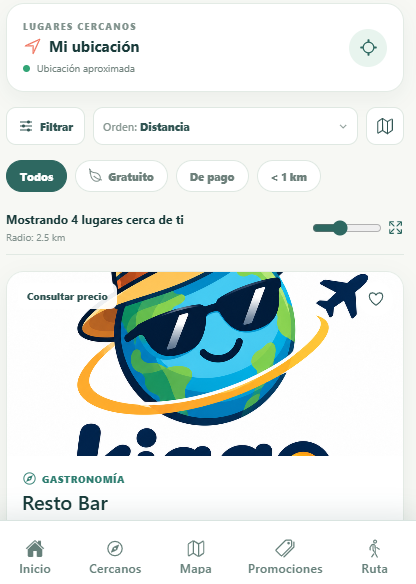 LUGARES CERCANOS
Mi ubicación
Ubicación aproximada
Filtrar
Orden: Distancia
Todos
Gratuito
De pago
< 1 km
Mostrando 4 lugares cerca de ti
Radio: 2.5 km
Consultar precio
GASTRONOMÍA
Resto Bar
Inicio
Cercanos
Mapa
Promociones
Ruta